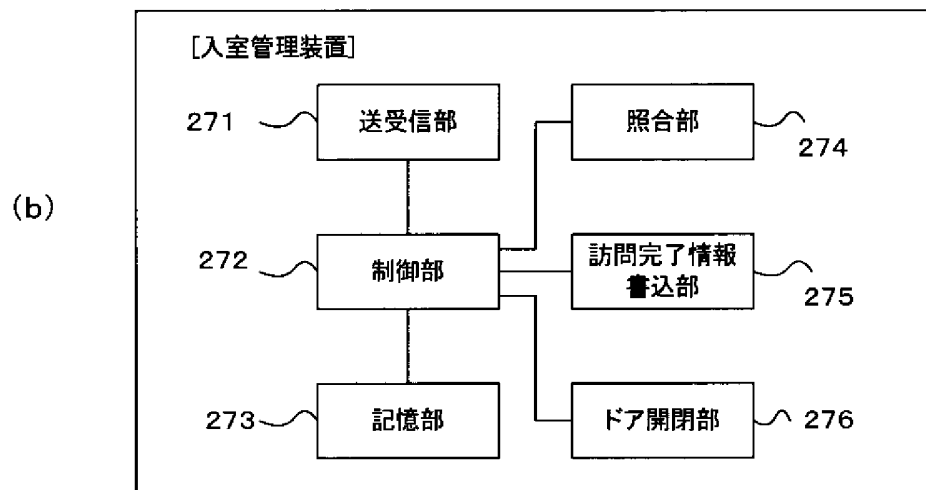 [入室管理装置]
271
送受信部
照合部
274
(b)
272
制御部
訪問完了情報
書込部
275
273
記憶部
ドア開閉部
276